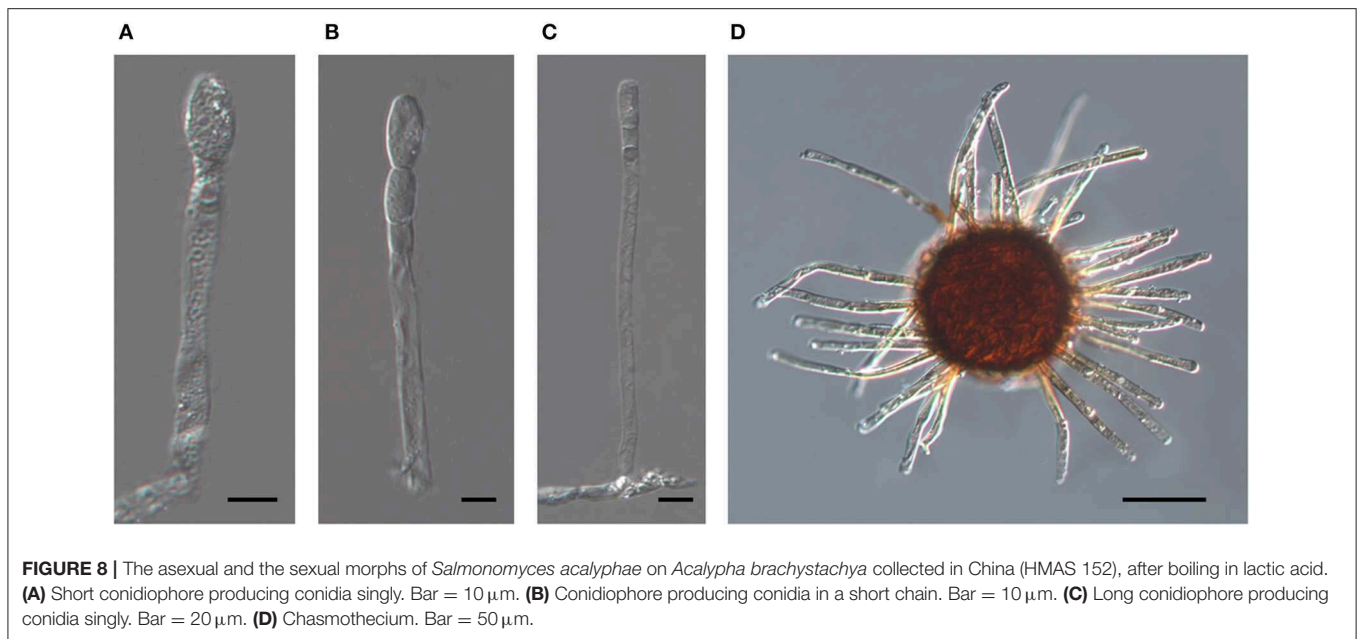 A B C D
FIGURE 8 | The asexual and the sexual morphs of Salmonomyces acalyphae on Acalypha brachystachya collected in China (HMAS 152), after boiling in lactic acid.
(A) Short conidiophore producing conidia singly. Bar = 10 μm. (B) Conidiophore producing conidia in a short chain. Bar = 10 μm. (C) Long conidiophore producing
conidia singly. Bar = 20 μm. (D) Chasmothecium. Bar = 50 μm.